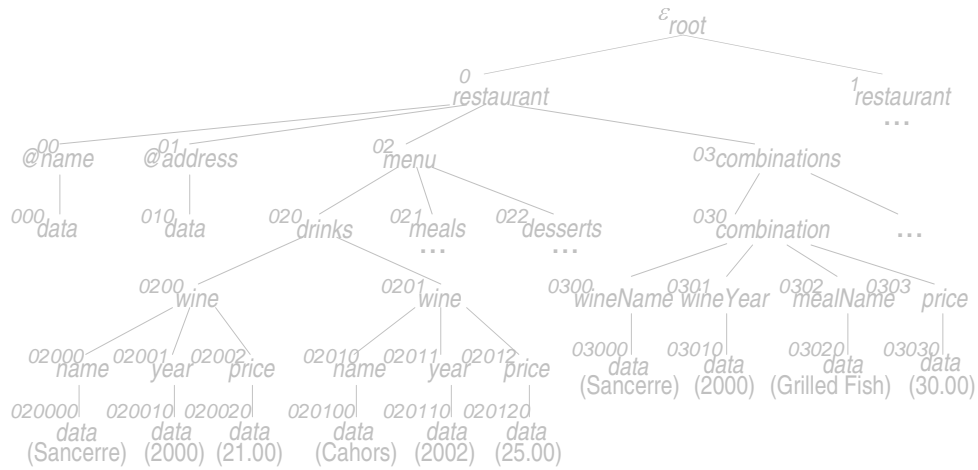 ε root
0 restaurant 1 restaurant
... 
00 @name 01 @address 02 menu 03 combinations
000 data 010 data 020 drinks 021 meals 022 desserts 030 combination ...
... ...
0200 wine 0201 wine 0300 wineName 0301 wineYear 0302 mealName 0303 price
02000 name 02001 year 02002 price 02010 name 02011 year 02012 price 03000 data 03010 data 03020 data 03030 data
(Sancerre) (2000) (Grilled Fish) (30.00)
020000 data 020010 data 020020 data 020100 data 020110 data 020120 data
(Sancerre) (2000) (21.00) (Cahors) (2002) (25.00)